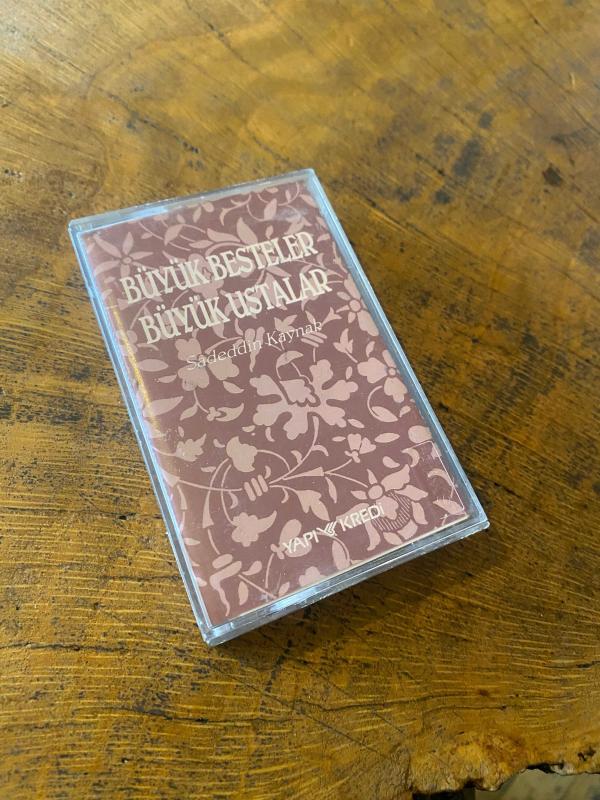 BÜYÜK BESTELER
BÜYÜK USTALAR
Sadeddin Kaynak
YAPI KREDİ